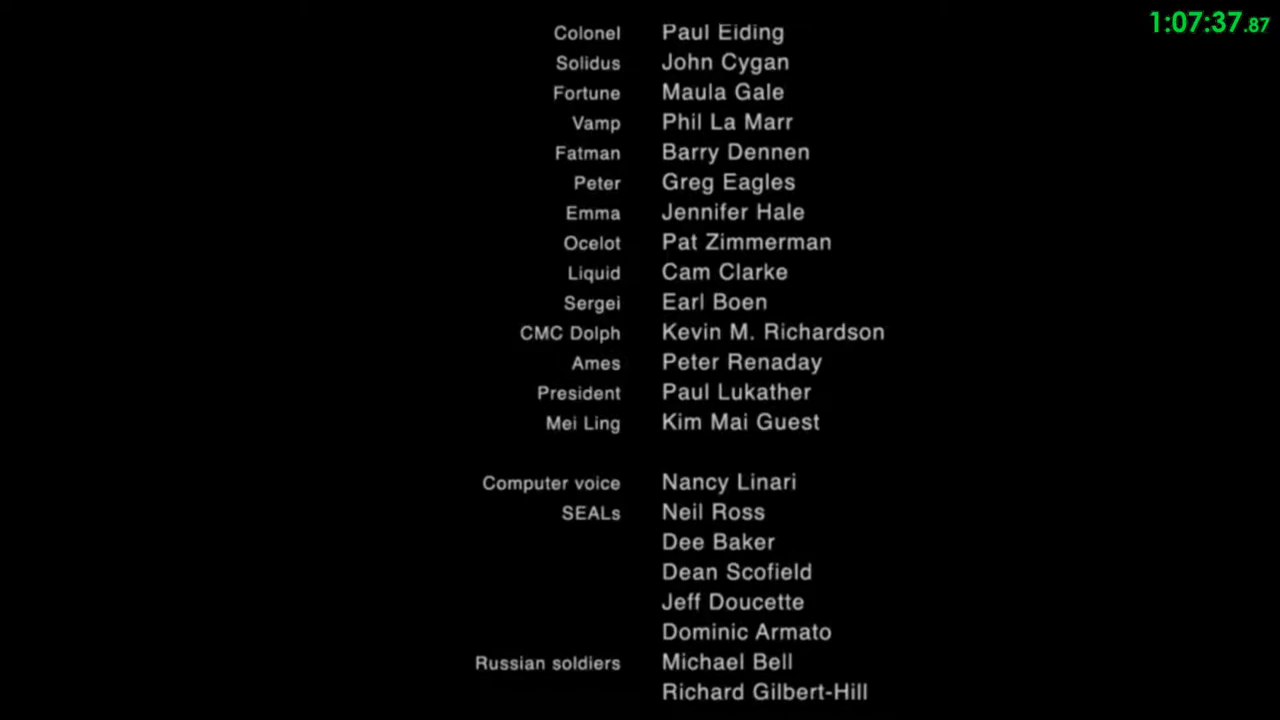 1:07:37.87
Colonel Paul Eiding
Solidus John Cygan
Fortune Maula Gale
Vamp Phil La Marr
Fatman Barry Dennen
Peter Greg Eagles
Emma Jennifer Hale
Ocelot Pat Zimmerman
Liquid Cam Clarke
Sergei Earl Boen
CMC Dolph Kevin M. Richardson
Ames Peter Renaday
President Paul Lukather
Mei Ling Kim Mai Guest
Computer voice Nancy Linari
SEALs Neil Ross
Dee Baker
Dean Scofield
Jeff Doucette
Dominic Armato
Russian soldiers Michael Bell
Richard Gilbert-Hill